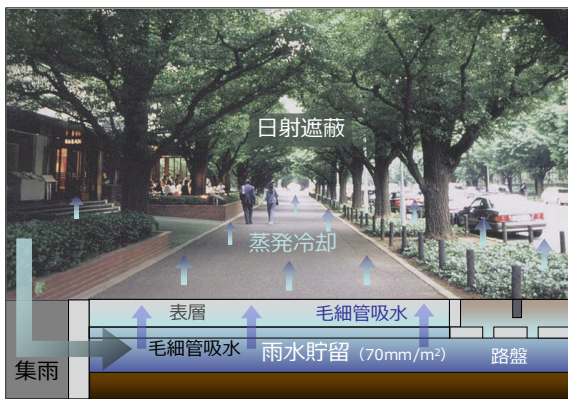 日射遮蔽
蒸発冷却
表層
毛細管吸水
毛細管吸水
雨水貯留（70mm/m²）
路盤
集雨